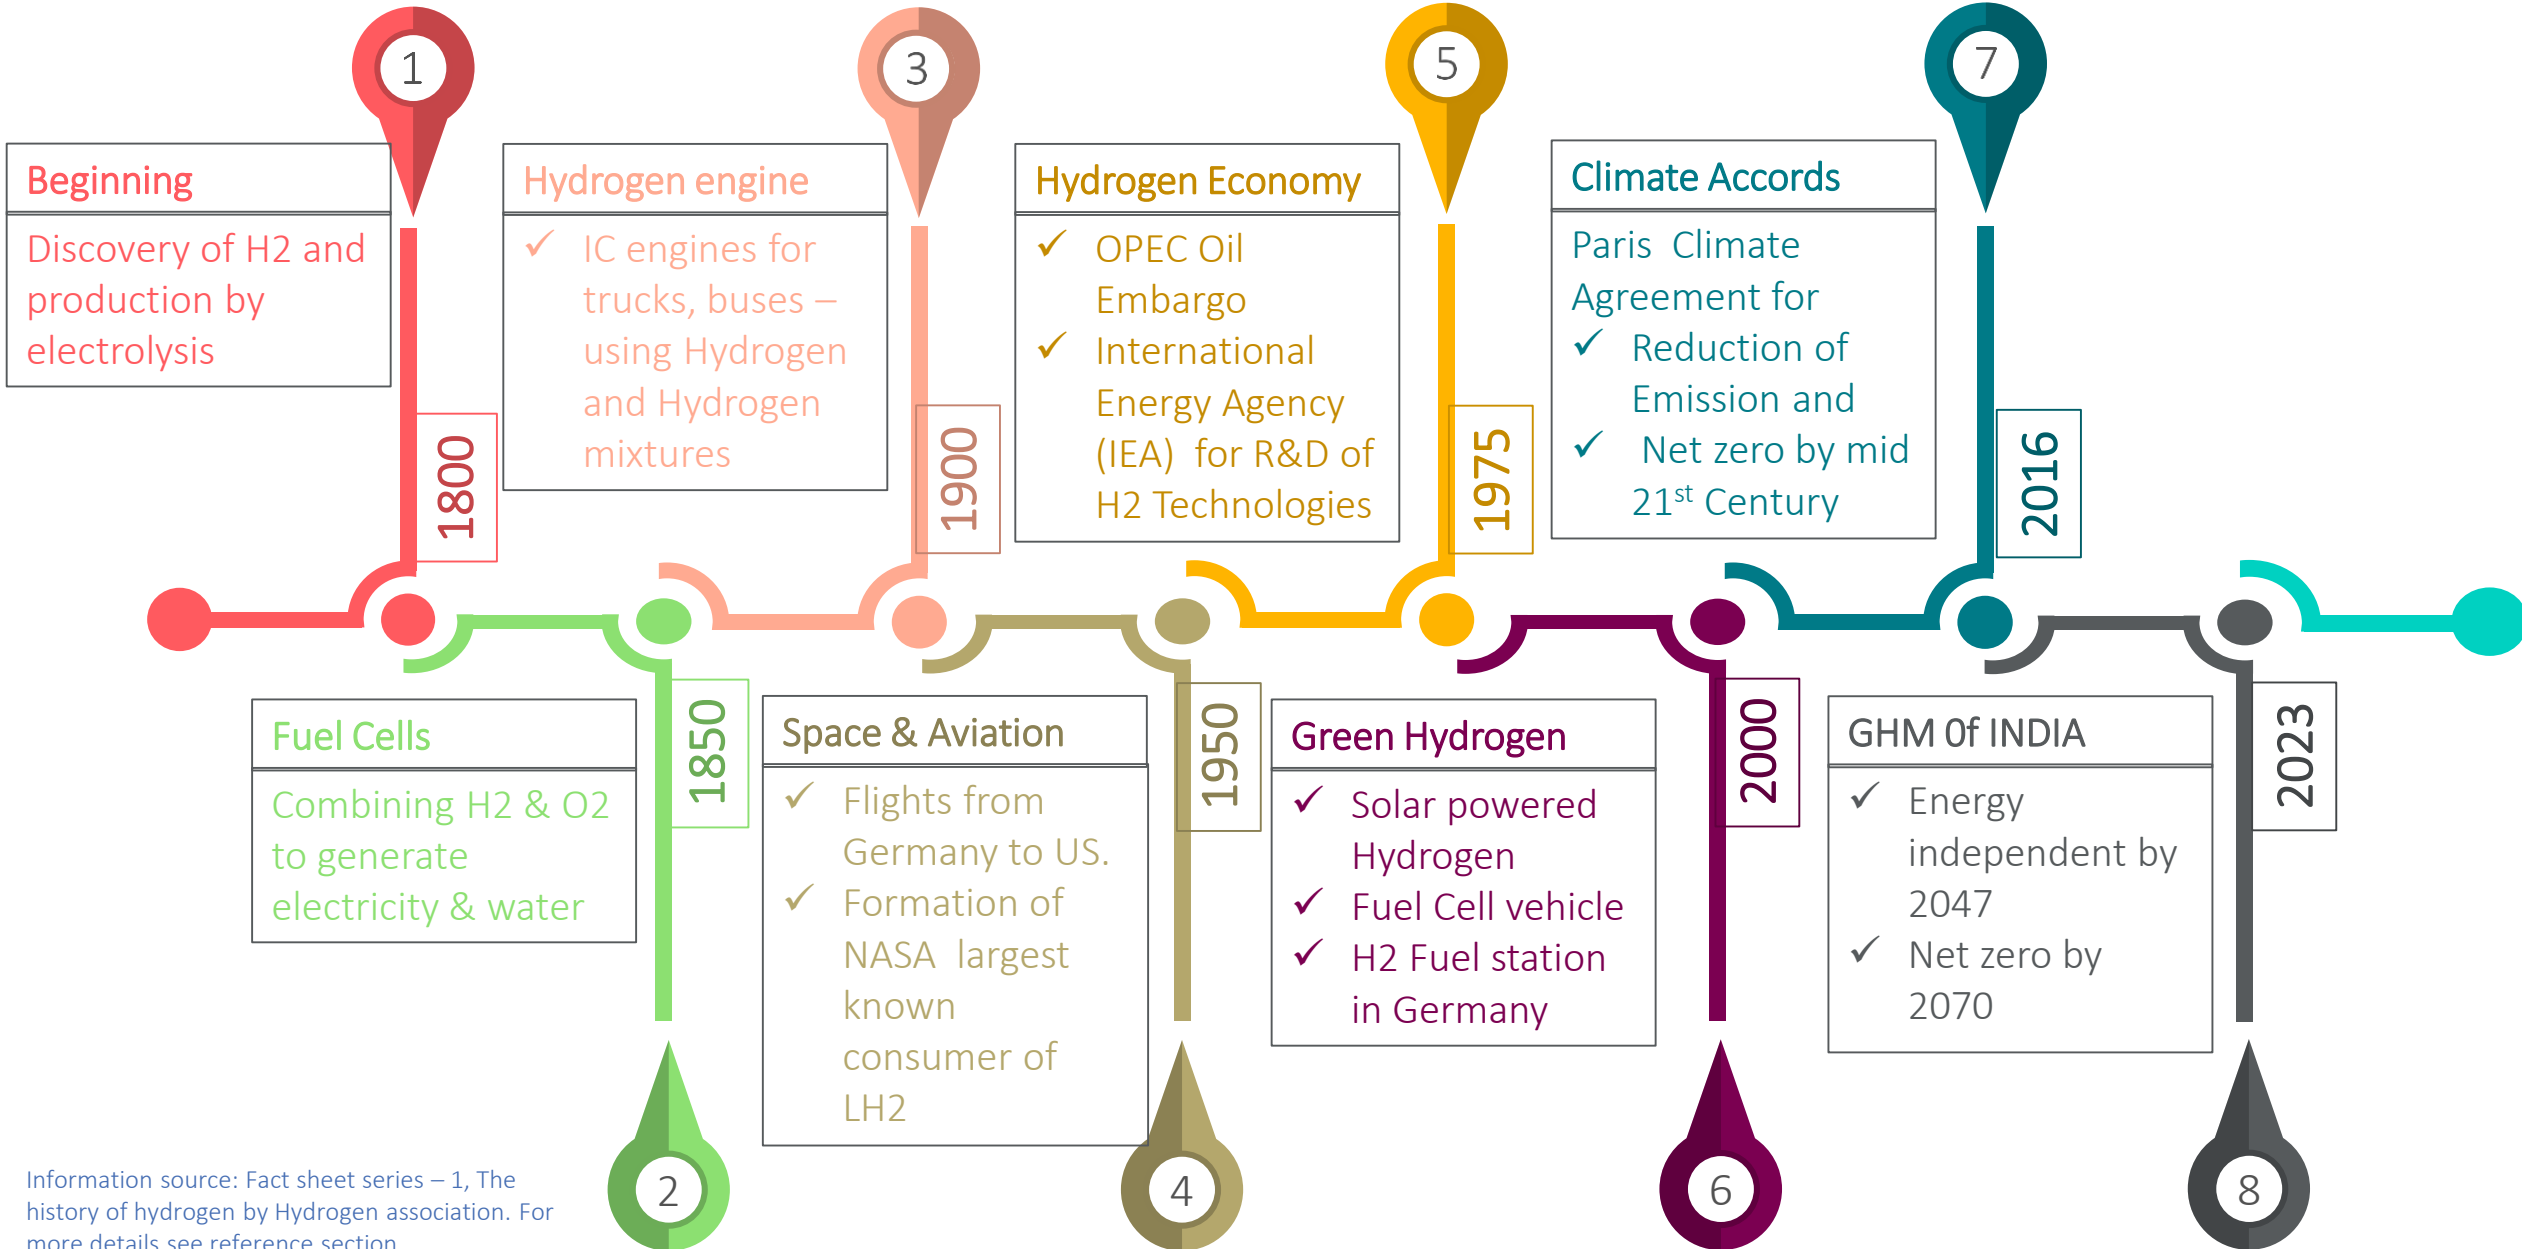 1
Beginning
Discovery of H2 and
production by
electrolysis
1800
2
Fuel Cells
Combining H2 & O2
to generate
electricity & water
1850
3
Hydrogen engine
✓ IC engines for
trucks, buses –
using Hydrogen
and Hydrogen
mixtures
1900
4
Space & Aviation
✓ Flights from
Germany to US.
✓ Formation of
NASA largest
known
consumer of
LH2
1950
5
Hydrogen Economy
✓ OPEC Oil
Embargo
✓ International
Energy Agency
(IEA) for R&D of
H2 Technologies
1975
6
Green Hydrogen
✓ Solar powered
Hydrogen
✓ Fuel Cell vehicle
✓ H2 Fuel station
in Germany
2000
7
Climate Accords
Paris Climate
Agreement for
✓ Reduction of
Emission and
✓ Net zero by mid
21st Century
2016
8
GHM 0f INDIA
✓ Energy
independent by
2047
✓ Net zero by
2070
2023
Information source: Fact sheet series – 1, The
history of hydrogen by Hydrogen association. For
more details see reference section